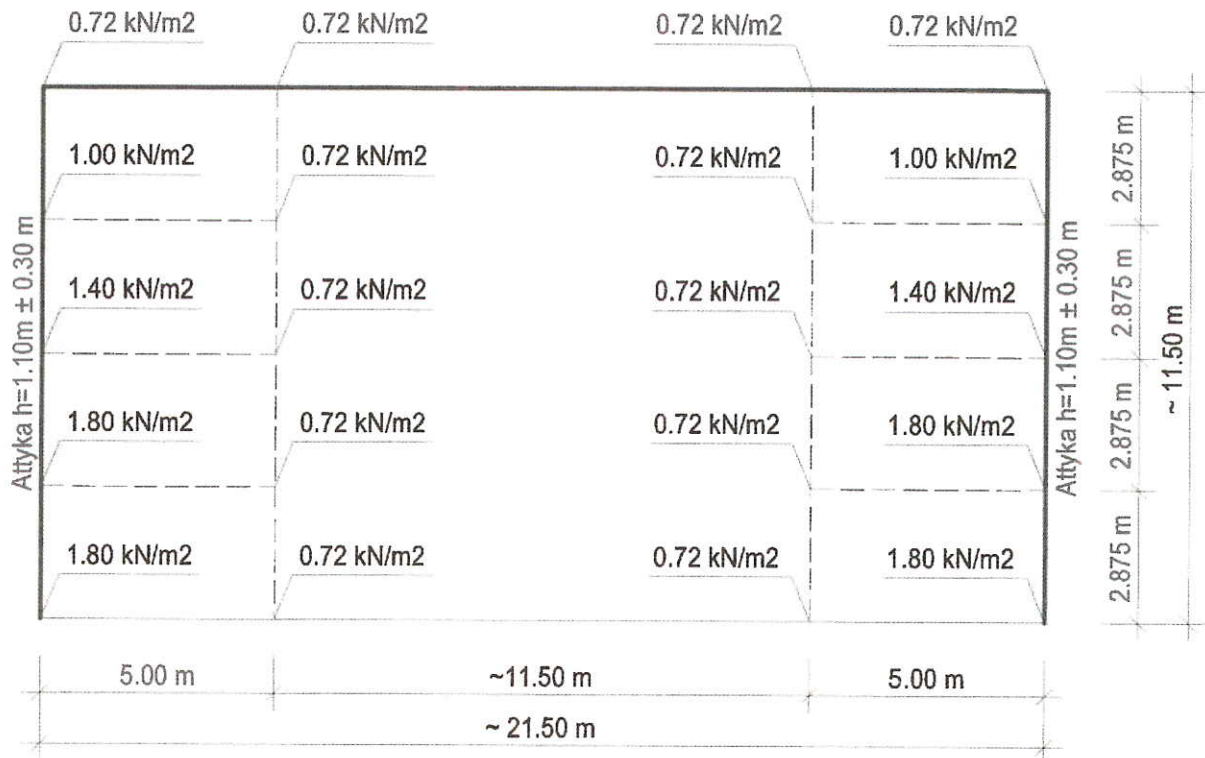 0.72 kN/m2 0.72 kN/m2 0.72 kN/m2 0.72 kN/m2
1.00 kN/m2 0.72 kN/m2 0.72 kN/m2 1.00 kN/m2
1.40 kN/m2 0.72 kN/m2 0.72 kN/m2 1.40 kN/m2
1.80 kN/m2 0.72 kN/m2 0.72 kN/m2 1.80 kN/m2
1.80 kN/m2 0.72 kN/m2 0.72 kN/m2 1.80 kN/m2
Attyka h=1.10m ± 0.30 m
Attyka h=1.10m ± 0.30 m
2.875 m
2.875 m
2.875 m
2.875 m
~ 11.50 m
5.00 m ~11.50 m 5.00 m
~ 21.50 m